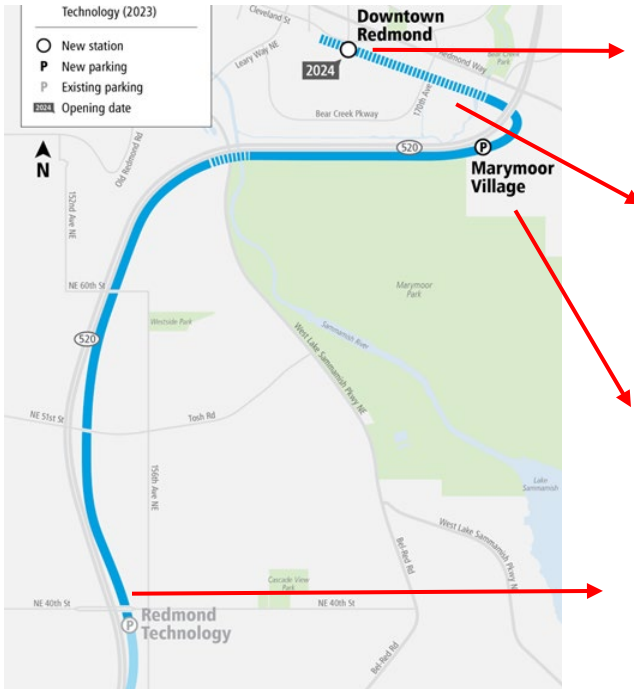 Technology (2023)
New station
P New parking
P Existing parking
2024 Opening date
N
Cleveland St
Downtown
Redmond
Leary Way NE
2024
Redmond Way
Bear Creek
Park
170th Ave
Bear Creek Pkwy
Old Redmond Rd
520
P
Marymoor
Village
152nd Ave NE
NE 60th St
Marymoor
Park
Westside Park
520
Sammamish River
West Lake Sammamish Pkwy NE
NE 51st St
Tosh Rd
156th Ave NE
Lake
Sammamish
West Lake Sammamish
Pkwy N
Bel-Red Rd
Cascade View
Park
NE 40th St
NE 40th St
P
Redmond
Technology
Bel-Red Rd